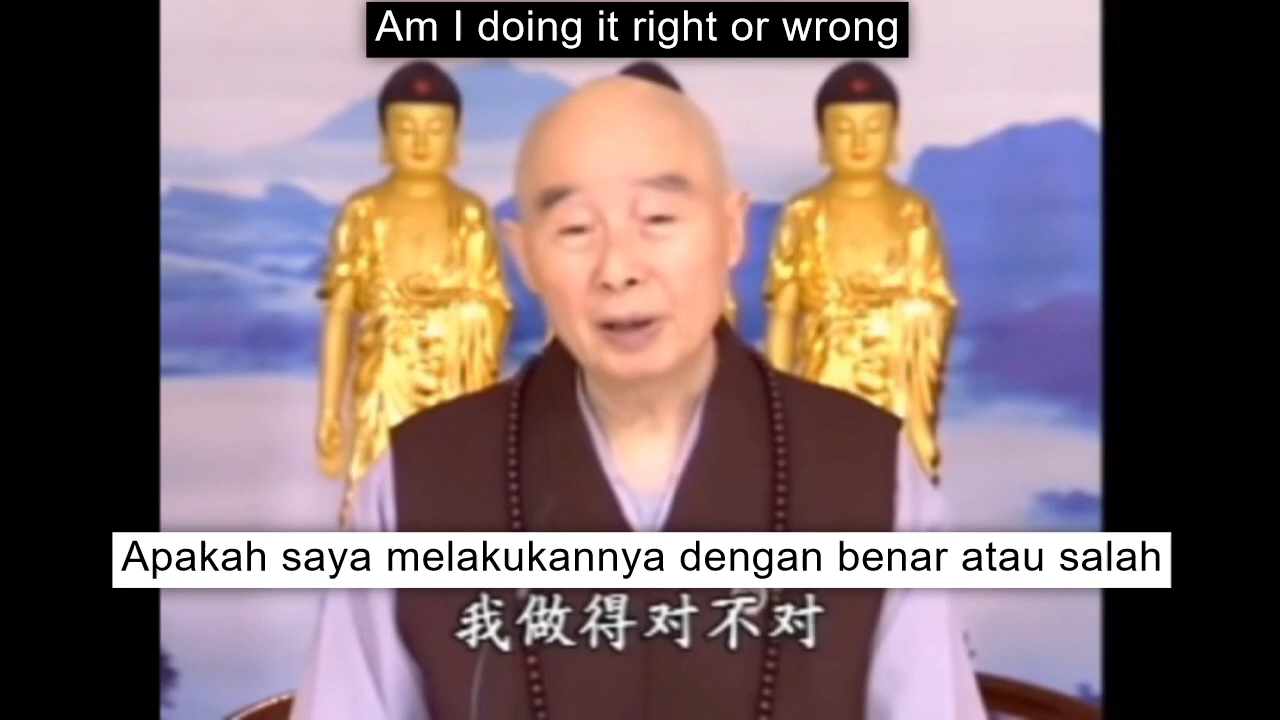 Am I doing it right or wrong
Apakah saya melakukannya dengan benar atau salah
我做得对不对